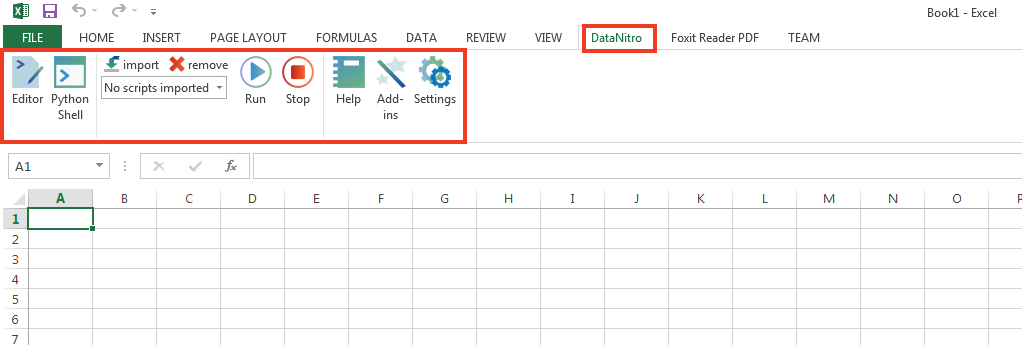 Book1 - Excel
FILE HOME INSERT PAGE LAYOUT FORMULAS DATA REVIEW VIEW DataNitro Foxit Reader PDF TEAM
import remove
No scripts imported
Editor Python Shell Run Stop Help Add-ins Settings
A1 fx
A B C D E F G H I J K L M N O P
1
2
3
4
5
6
7